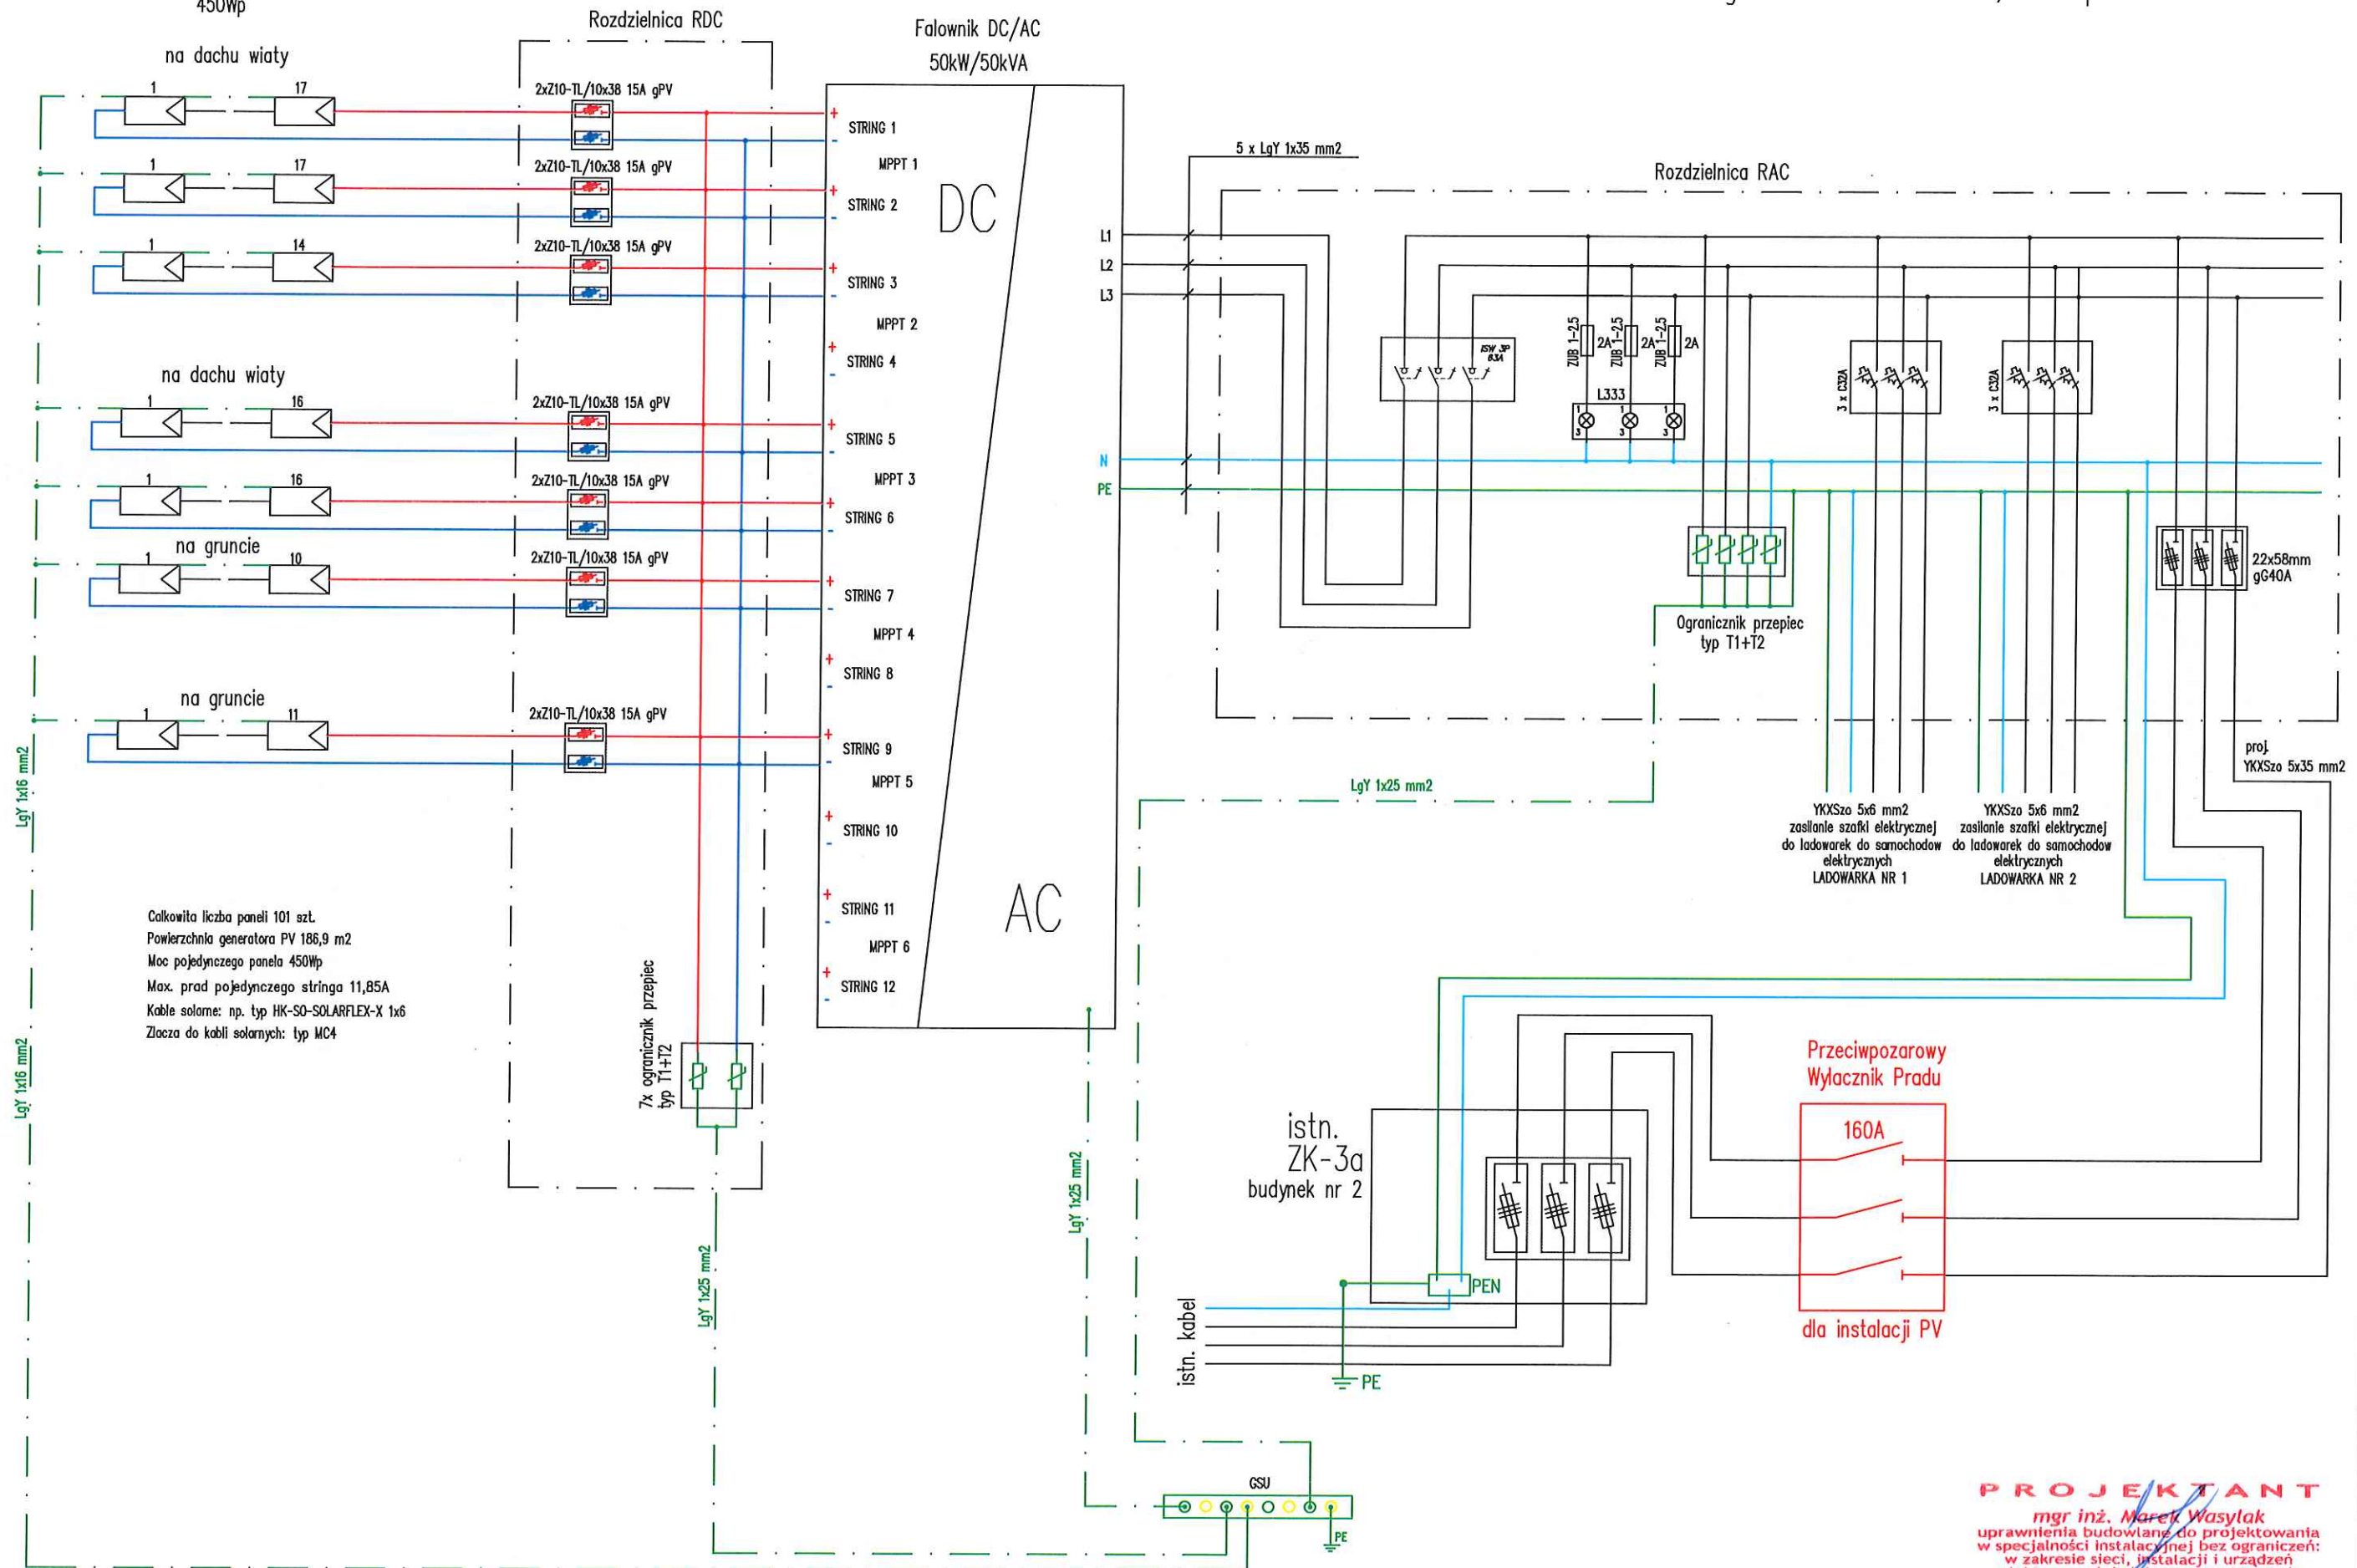 450Wp
na dachu wiaty
Rozdzielnica RDC
Falownik DC/AC
50kW/50kVA
1
17
2xZ10-TL/10x38 15A gPV
+
STRING 1
-
MPPT 1
1
17
2xZ10-TL/10x38 15A gPV
+
STRING 2
-
DC
1
14
2xZ10-TL/10x38 15A gPV
+
STRING 3
-
MPPT 2
+
STRING 4
-
na dachu wiaty
1
16
2xZ10-TL/10x38 15A gPV
+
STRING 5
-
MPPT 3
1
16
2xZ10-TL/10x38 15A gPV
+
STRING 6
-
na gruncie
1
10
2xZ10-TL/10x38 15A gPV
+
STRING 7
-
MPPT 4
+
STRING 8
-
na gruncie
1
11
2xZ10-TL/10x38 15A gPV
+
STRING 9
-
MPPT 5
+
STRING 10
-
+
STRING 11
-
MPPT 6
+
STRING 12
-
AC
LgY 1x16 mm2
LgY 1x16 mm2
Calkowita liczba paneli 101 szt.
Powierzchnia generatora PV 186,9 m2
Moc pojedynczego panela 450Wp
Max. prad pojedynczego stringa 11,85A
Kable solarne: np. typ HK-SO-SOLARFLEX-X 1x6
Zlacza do kabli solarnych: typ MC4
7x ogranicznik przepiec
typ T1+T2
LgY 1x25 mm2
LgY 1x25 mm2
5 x LgY 1x35 mm2
Rozdzielnica RAC
L1
L2
L3
N
PE
ISW 3P
63A
ZUB 1-2,5
2A
ZUB 1-2,5
2A
ZUB 1-2,5
2A
L333
1
1
1
3
3
3
3 x C32A
3 x C32A
22x58mm
gG40A
Ogranicznik przepiec
typ T1+T2
LgY 1x25 mm2
proj.
YKXSzo 5x35 mm2
YKXSzo 5x6 mm2
zasilanie szafki elektrycznej
do ladowarek do samochodow
elektrycznych
LADOWARKA NR 1
YKXSzo 5x6 mm2
zasilanie szafki elektrycznej
do ladowarek do samochodow
elektrycznych
LADOWARKA NR 2
Przeciwpozarowy
Wylacznik Pradu
160A
dla instalacji PV
istn.
ZK-3a
budynek nr 2
PEN
istn. kabel
PE
GSU
PE
PROJEKTANT
mgr inż. Marek Wasylak
uprawnienia budowlane do projektowania
w specjalności instalacyjnej bez ograniczeń:
w zakresie sieci, instalacji i urządzeń